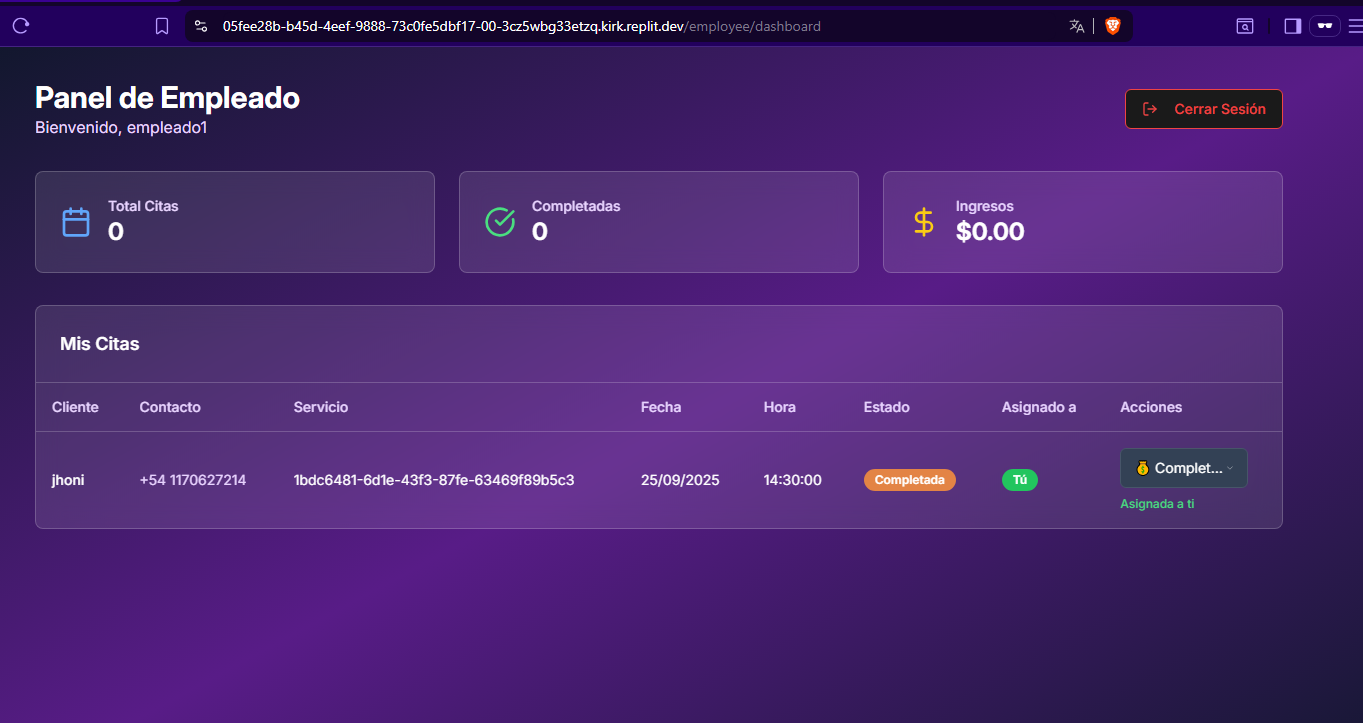 05fee28b-b45d-4eef-9888-73c0fe5dbf17-00-3cz5wbg33etzq.kirk.replit.dev/employee/dashboard
Panel de Empleado
Bienvenido, empleado1
Cerrar Sesión
Total Citas
0
Completadas
0
Ingresos
$0.00
Mis Citas
Cliente Contacto Servicio Fecha Hora Estado Asignado a Acciones
jhoni +54 1170627214 1bdc6481-6d1e-43f3-87fe-63469f89b5c3 25/09/2025 14:30:00 Completada Tú Complet...
Asignada a ti